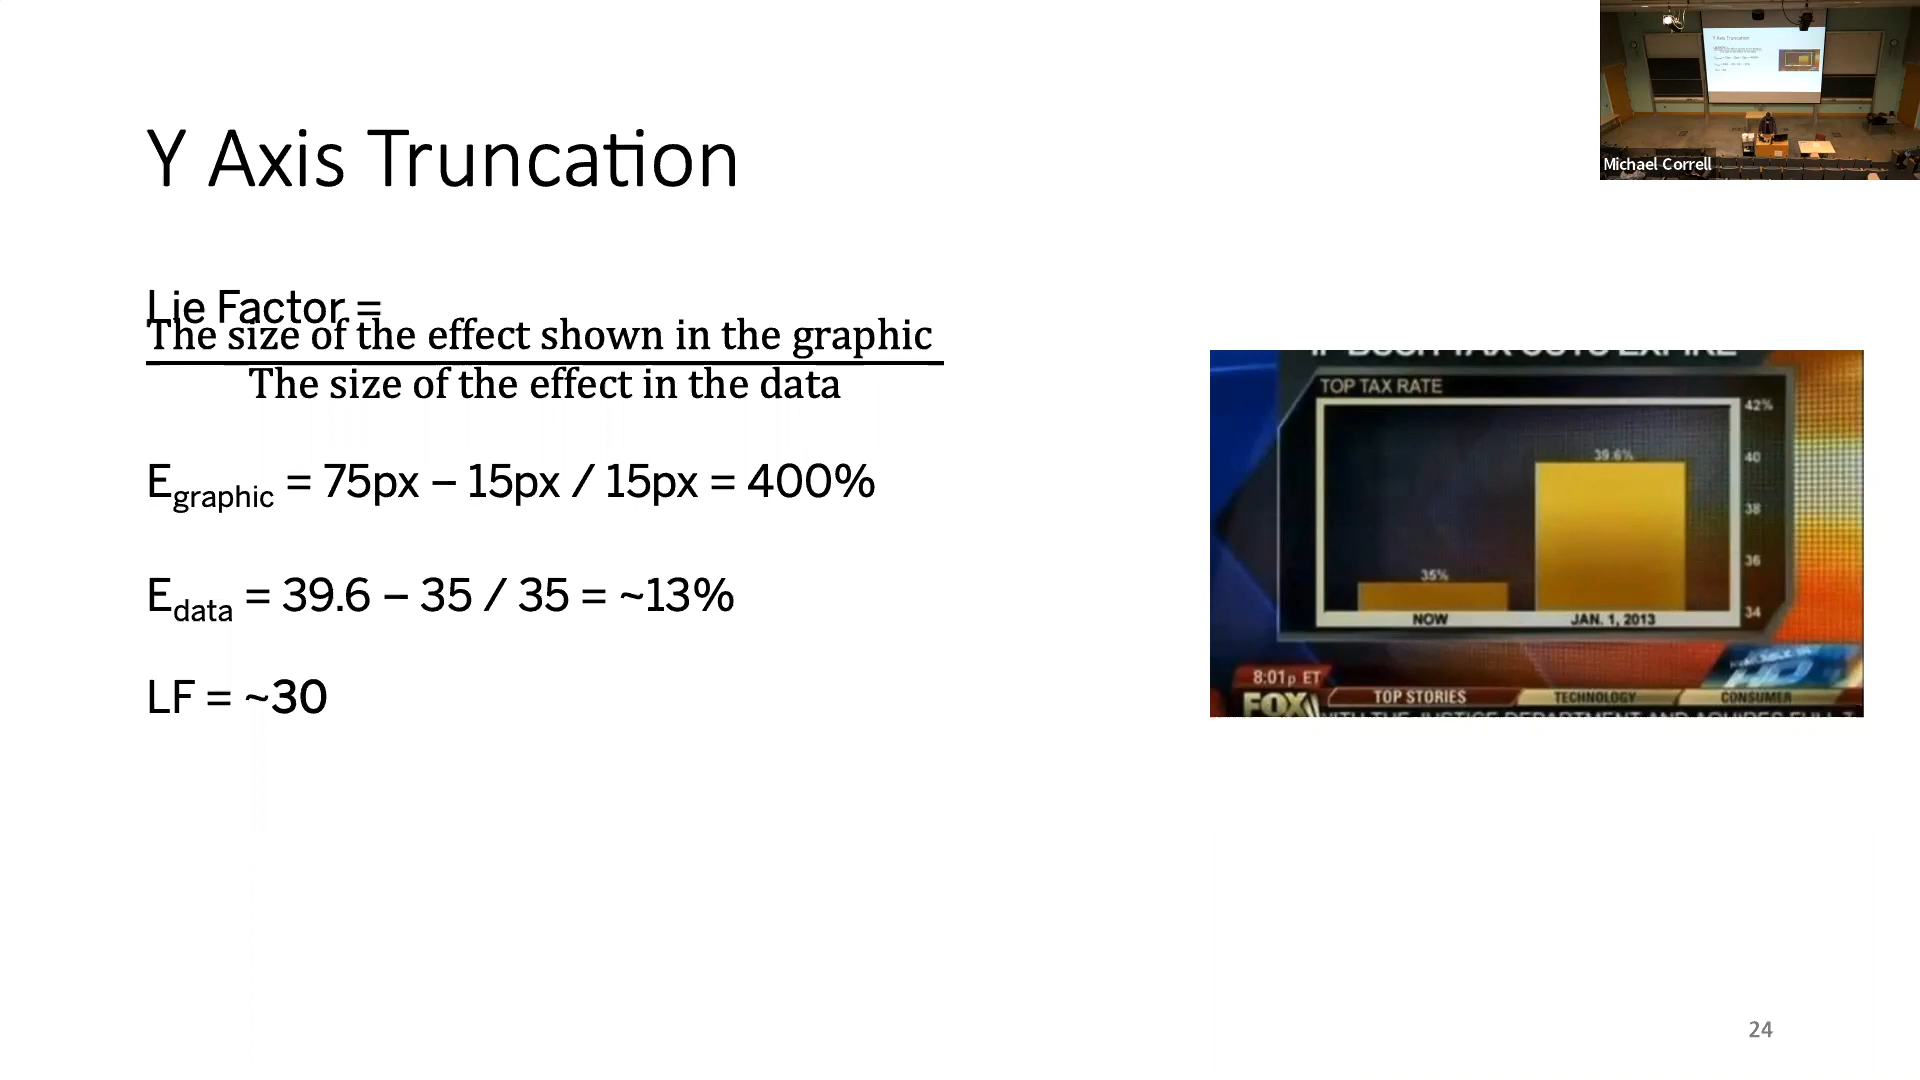 Y Axis Truncation
Michael Correll
Lie Factor =
The size of the effect shown in the graphic
The size of the effect in the data
Egraphic = 75px – 15px / 15px = 400%
Edata = 39.6 – 35 / 35 = ~13%
LF = ~30
TOP TAX RATE
42%
39.6%
40
38
36
35%
34
NOW JAN. 1, 2013
8:01p ET
TOP STORIES TECHNOLOGY CONSUMER
FOX
24